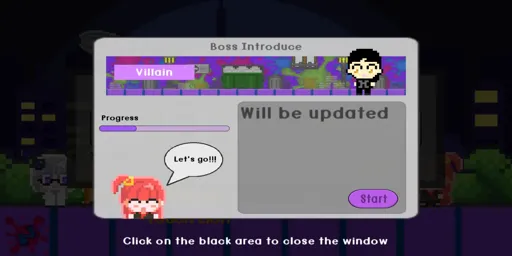 Boss Introduce
Villain
Will be updated
Progress
Let's go!!!
Start
Click on the black area to close the window